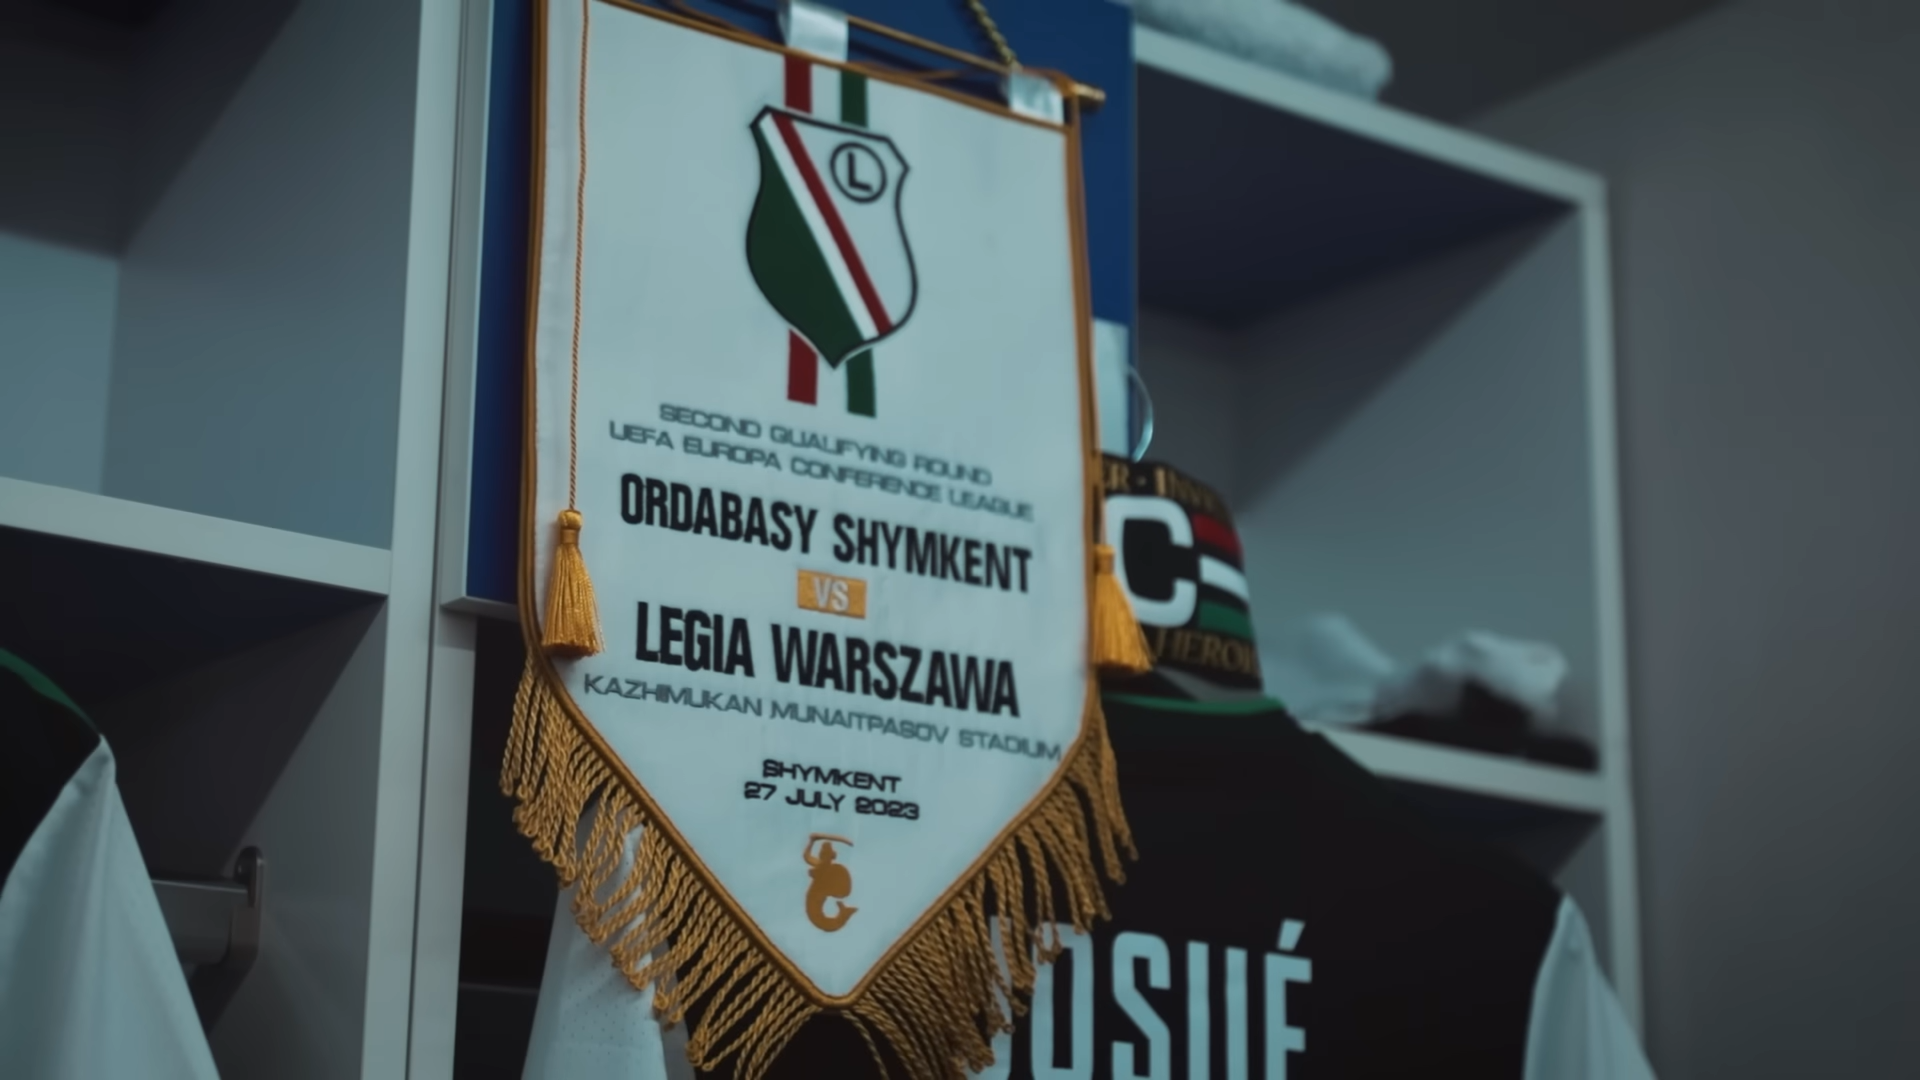 L
SECOND QUALIFYING ROUND
UEFA EUROPA CONFERENCE LEAGUE
ORDABASY SHYMKENT
VS
LEGIA WARSZAWA
KAZHIMUKAN MUNAITPASOV STADIUM
SHYMKENT
27 JULY 2023
C
JOSUÉ